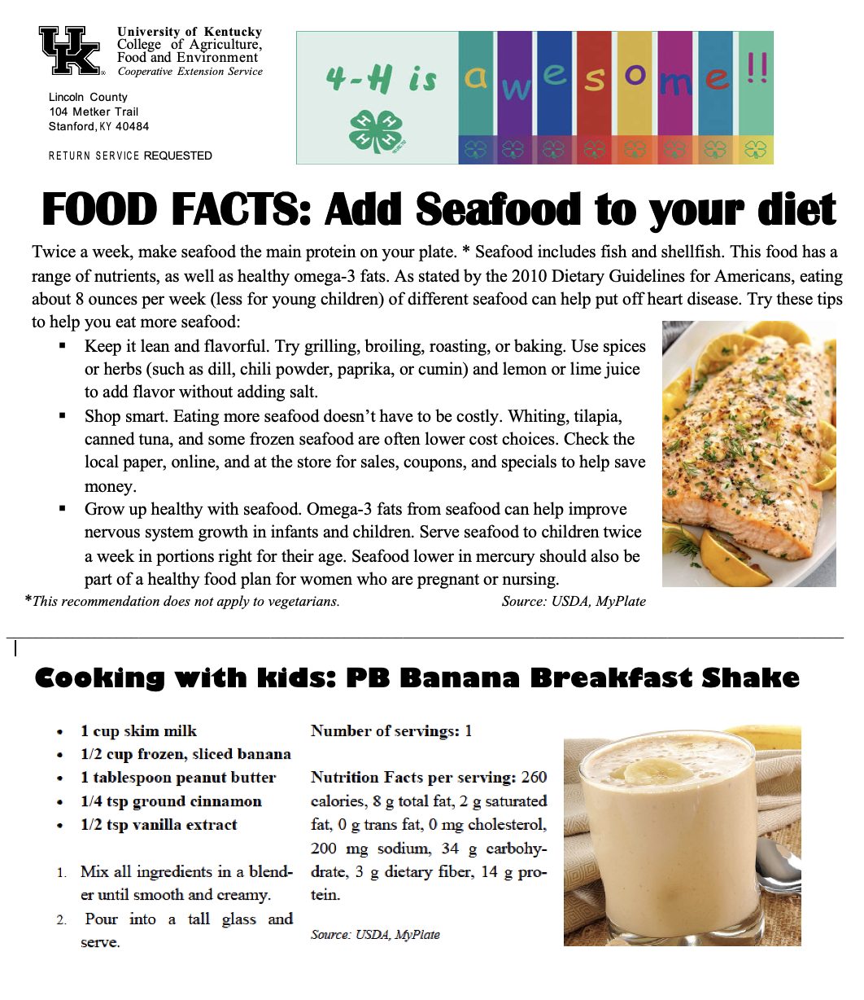 UK
University of Kentucky
College of Agriculture,
Food and Environment
Cooperative Extension Service
Lincoln County
104 Metker Trail
Stanford, KY 40484
RETURN SERVICE REQUESTED
4-H is awesome!!
H H H H
FOOD FACTS: Add Seafood to your diet
Twice a week, make seafood the main protein on your plate. * Seafood includes fish and shellfish. This food has a
range of nutrients, as well as healthy omega-3 fats. As stated by the 2010 Dietary Guidelines for Americans, eating
about 8 ounces per week (less for young children) of different seafood can help put off heart disease. Try these tips
to help you eat more seafood:
▪ Keep it lean and flavorful. Try grilling, broiling, roasting, or baking. Use spices
or herbs (such as dill, chili powder, paprika, or cumin) and lemon or lime juice
to add flavor without adding salt.
▪ Shop smart. Eating more seafood doesn’t have to be costly. Whiting, tilapia,
canned tuna, and some frozen seafood are often lower cost choices. Check the
local paper, online, and at the store for sales, coupons, and specials to help save
money.
▪ Grow up healthy with seafood. Omega-3 fats from seafood can help improve
nervous system growth in infants and children. Serve seafood to children twice
a week in portions right for their age. Seafood lower in mercury should also be
part of a healthy food plan for women who are pregnant or nursing.
*This recommendation does not apply to vegetarians. Source: USDA, MyPlate
Cooking with kids: PB Banana Breakfast Shake
• 1 cup skim milk
• 1/2 cup frozen, sliced banana
• 1 tablespoon peanut butter
• 1/4 tsp ground cinnamon
• 1/2 tsp vanilla extract
1. Mix all ingredients in a blend-
er until smooth and creamy.
2. Pour into a tall glass and
serve.
Number of servings: 1
Nutrition Facts per serving: 260
calories, 8 g total fat, 2 g saturated
fat, 0 g trans fat, 0 mg cholesterol,
200 mg sodium, 34 g carbohy-
drate, 3 g dietary fiber, 14 g pro-
tein.
Source: USDA, MyPlate